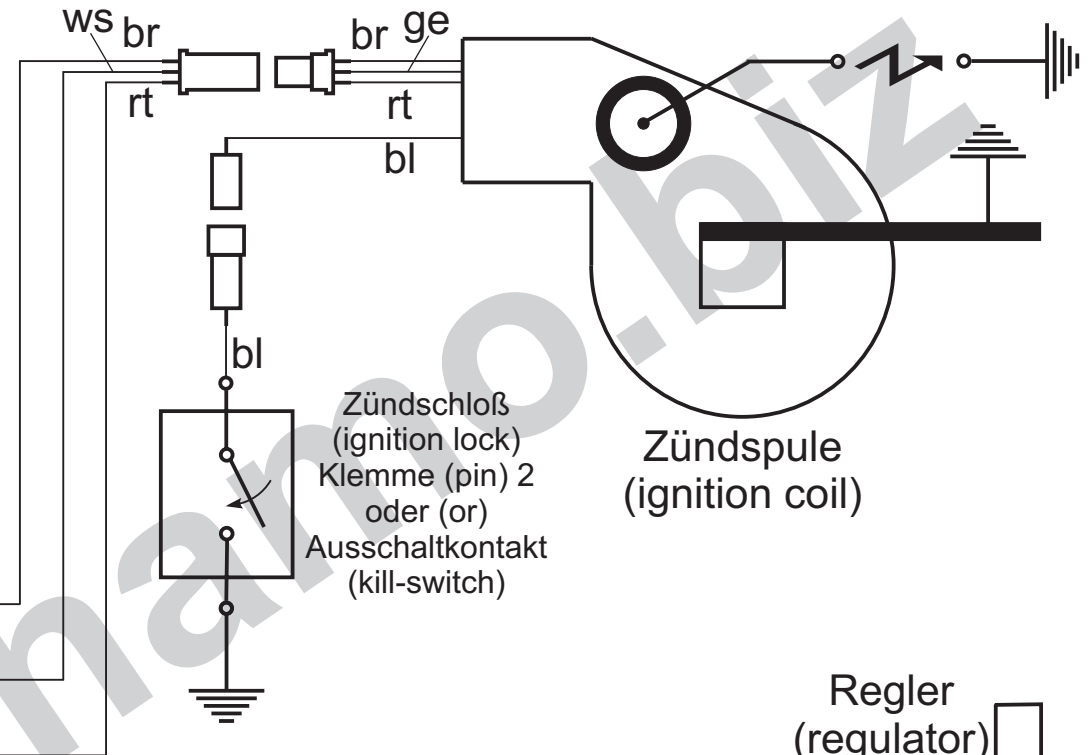 ws
br
br
ge
rt
rt
bl
bl
Zündschloß
(ignition lock)
Klemme (pin) 2
oder (or)
Ausschaltkontakt
(kill-switch)
Zündspule
(ignition coil)
Regler
(regulator)
namo.biz